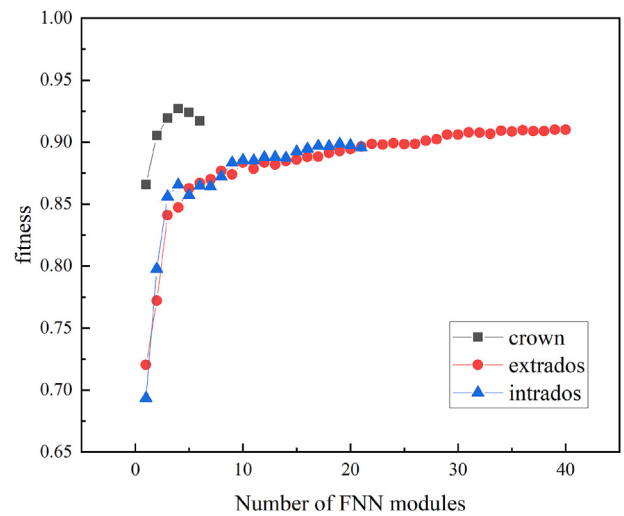 1.00
0.95
0.90
0.85
0.80
0.75
0.70
0.65
fitness
crown
extrados
intrados
0 10 20 30 40
Number of FNN modules